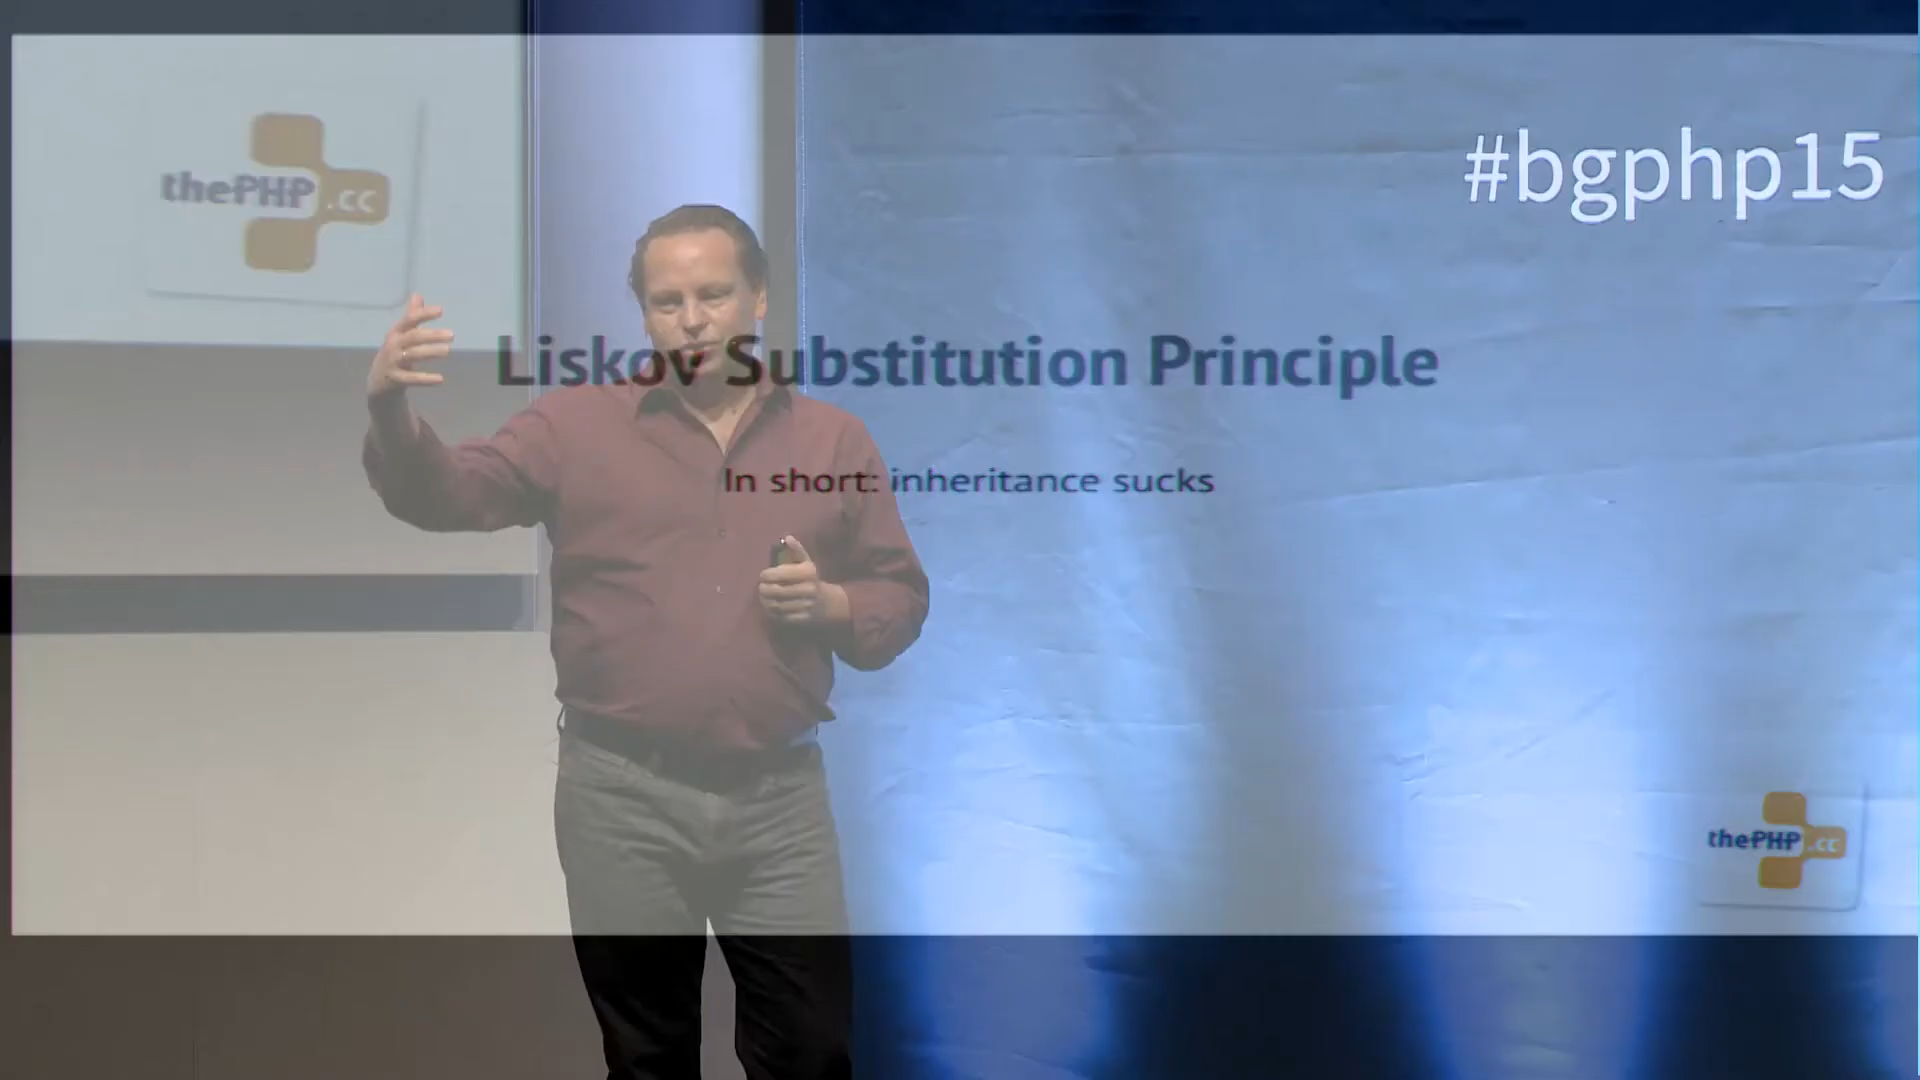 thePHP.cc
#bgphp15
Liskov Substitution Principle
In short: inheritance sucks
thePHP.cc